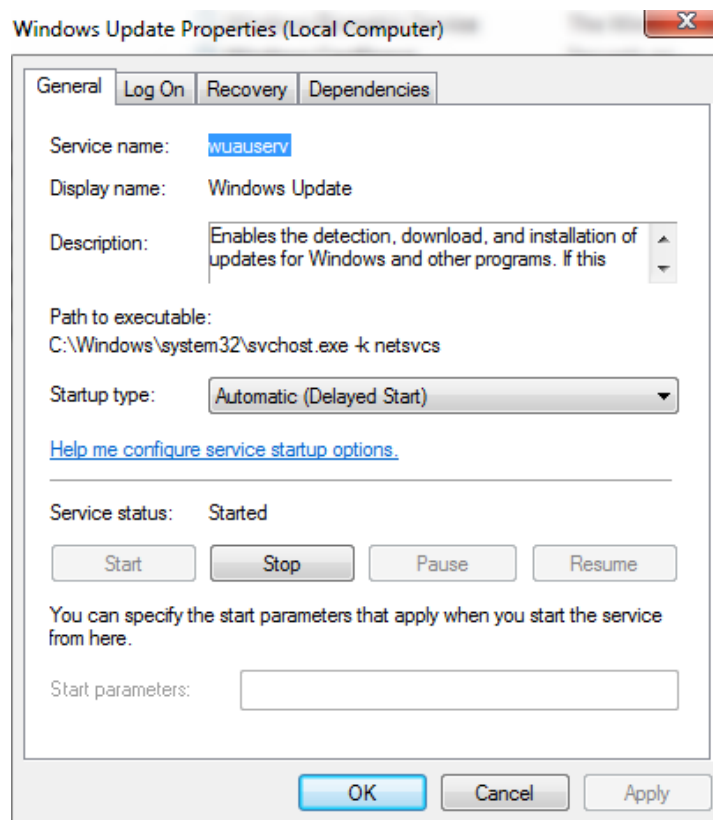 Windows Update Properties (Local Computer)
General Log On Recovery Dependencies
Service name: wuauserv
Display name: Windows Update
Description: Enables the detection, download, and installation of
updates for Windows and other programs. If this
Path to executable:
C:\Windows\system32\svchost.exe -k netsvcs
Startup type: Automatic (Delayed Start)
Help me configure service startup options.
Service status: Started
Start Stop Pause Resume
You can specify the start parameters that apply when you start the service
from here.
Start parameters:
OK Cancel Apply